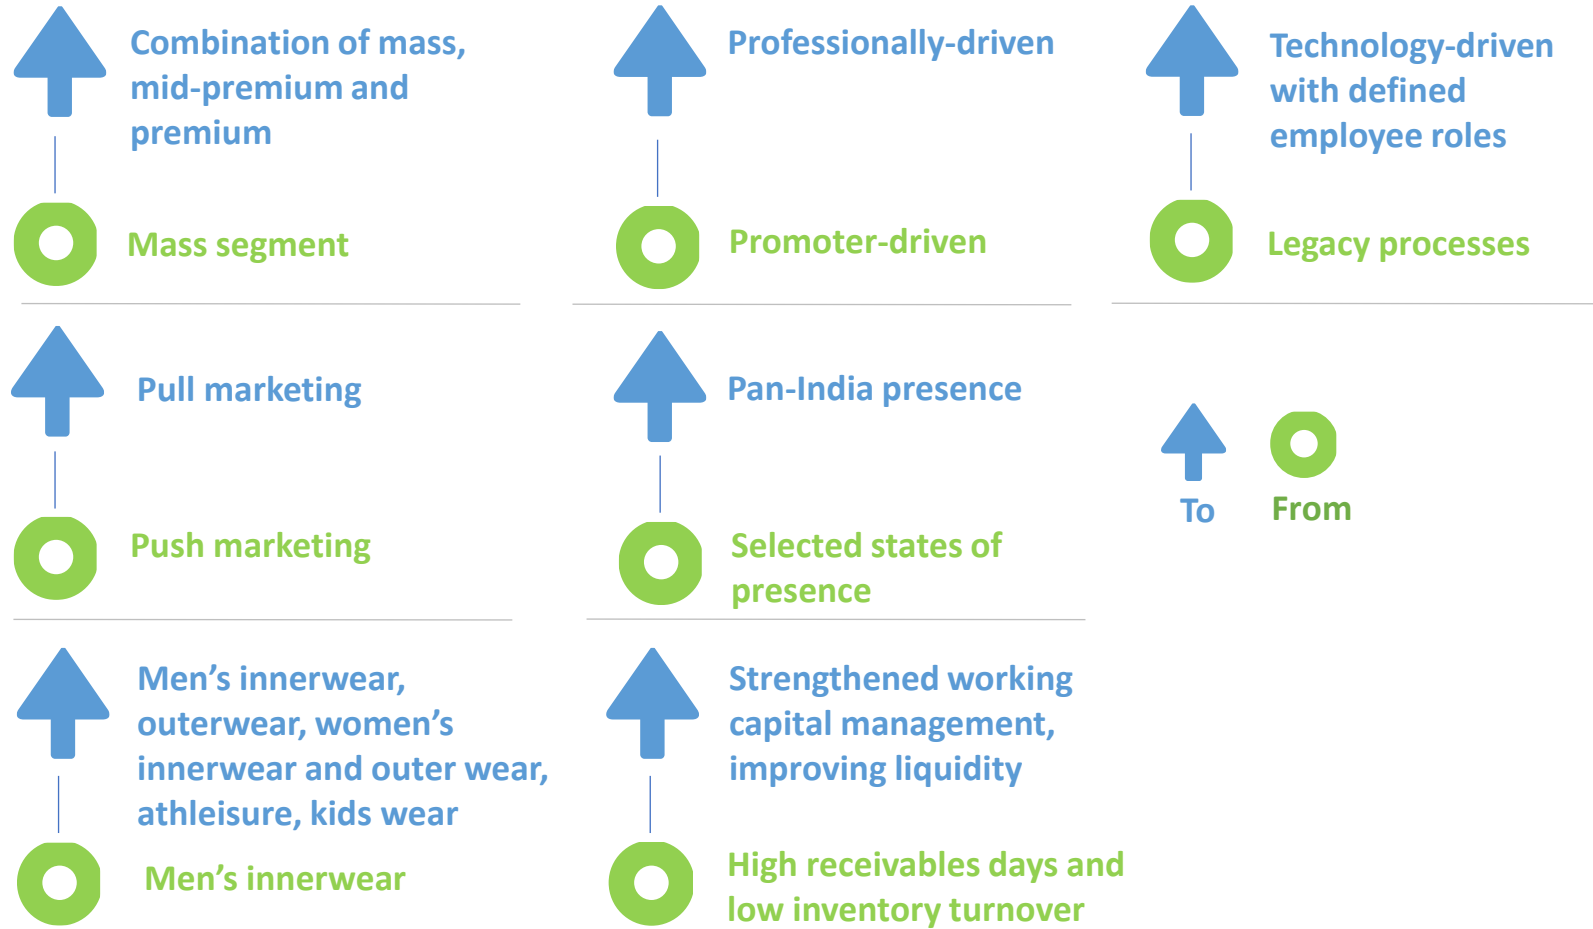 Combination of mass,
mid-premium and
premium
Mass segment
Professionally-driven
Promoter-driven
Technology-driven
with defined
employee roles
Legacy processes
Pull marketing
Push marketing
Pan-India presence
Selected states of
presence
To
From
Men’s innerwear,
outerwear, women’s
innerwear and outer wear,
athleisure, kids wear
Men’s innerwear
Strengthened working
capital management,
improving liquidity
High receivables days and
low inventory turnover